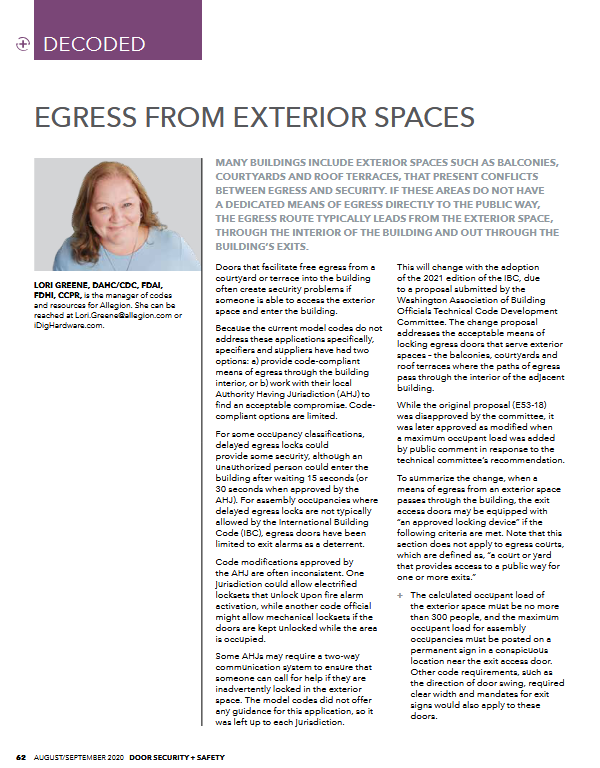 DECODED
EGRESS FROM EXTERIOR SPACES
LORI GREENE, DAHC/CDC, FDAI,
FDHI, CCPR, is the manager of codes
and resources for Allegion. She can be
reached at Lori.Greene@allegion.com or
iDigHardware.com.
MANY BUILDINGS INCLUDE EXTERIOR SPACES SUCH AS BALCONIES,
COURTYARDS AND ROOF TERRACES, THAT PRESENT CONFLICTS
BETWEEN EGRESS AND SECURITY. IF THESE AREAS DO NOT HAVE
A DEDICATED MEANS OF EGRESS DIRECTLY TO THE PUBLIC WAY,
THE EGRESS ROUTE TYPICALLY LEADS FROM THE EXTERIOR SPACE,
THROUGH THE INTERIOR OF THE BUILDING AND OUT THROUGH THE
BUILDING'S EXITS.
Doors that facilitate free egress from a
courtyard or terrace into the building
often create security problems if
someone is able to access the exterior
space and enter the building.
Because the current model codes do not
address these applications specifically,
specifiers and suppliers have had two
options: a) provide code-compliant
means of egress through the building
interior, or b) work with their local
Authority Having Jurisdiction (AHJ) to
find an acceptable compromise. Code-
compliant options are limited.
For some occupancy classifications,
delayed egress locks could
provide some security, although an
unauthorized person could enter the
building after waiting 15 seconds (or
30 seconds when approved by the
AHJ). For assembly occupancies where
delayed egress locks are not typically
allowed by the International Building
Code (IBC), egress doors have been
limited to exit alarms as a deterrent.
Code modifications approved by
the AHJ are often inconsistent. One
jurisdiction could allow electrified
locksets that unlock upon fire alarm
activation, while another code official
might allow mechanical locksets if the
doors are kept unlocked while the area
is occupied.
Some AHJs may require a two-way
communication system to ensure that
someone can call for help if they are
inadvertently locked in the exterior
space. The model codes did not offer
any guidance for this application, so it
was left up to each jurisdiction.
This will change with the adoption
of the 2021 edition of the IBC, due
to a proposal submitted by the
Washington Association of Building
Officials Technical Code Development
Committee. The change proposal
addresses the acceptable means of
locking egress doors that serve exterior
spaces – the balconies, courtyards and
roof terraces where the paths of egress
pass through the interior of the adjacent
building.
While the original proposal (E53-18)
was disapproved by the committee, it
was later approved as modified when
a maximum occupant load was added
by public comment in response to the
technical committee's recommendation.
To summarize the change, when a
means of egress from an exterior space
passes through the building, the exit
access doors may be equipped with
"an approved locking device" if the
following criteria are met. Note that this
section does not apply to egress courts,
which are defined as, "a court or yard
that provides access to a public way for
one or more exits."
+ The calculated occupant load of
the exterior space must be no more
than 300 people, and the maximum
occupant load for assembly
occupancies must be posted on a
permanent sign in a conspicuous
location near the exit access door.
Other code requirements, such as
the direction of door swing, required
clear width and mandates for exit
signs would also apply to these
doors.
62 AUGUST/SEPTEMBER 2020 DOOR SECURITY + SAFETY